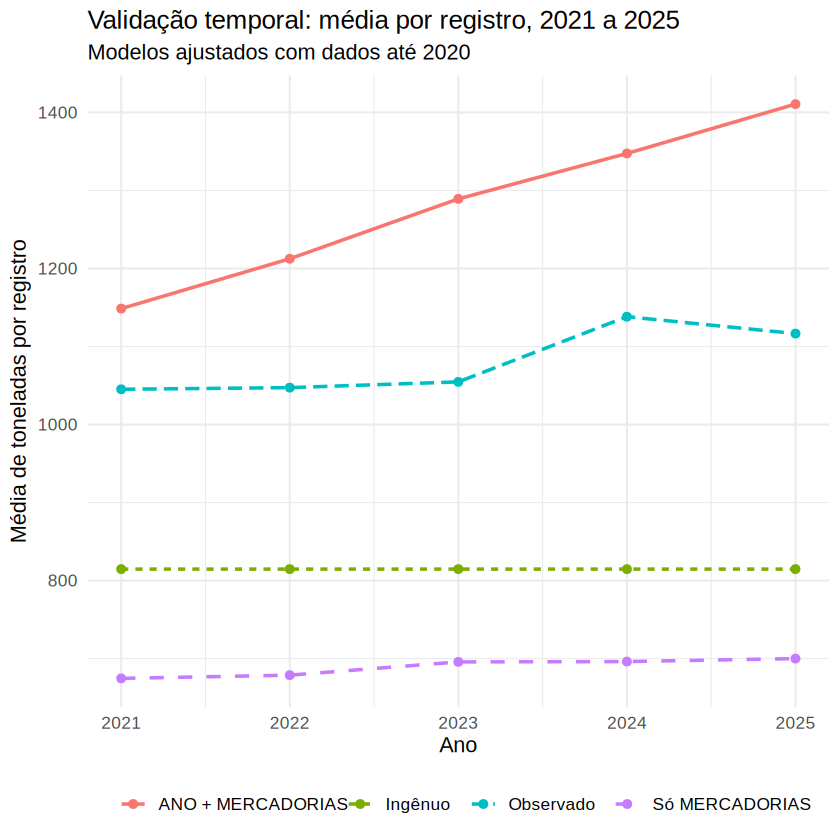 Validação temporal: média por registro, 2021 a 2025
Modelos ajustados com dados até 2020
Média de toneladas por registro
1400
1200
1000
800
2021 2022 2023 2024 2025
Ano
ANO + MERCADORIAS Ingênuo Observado Só MERCADORIAS